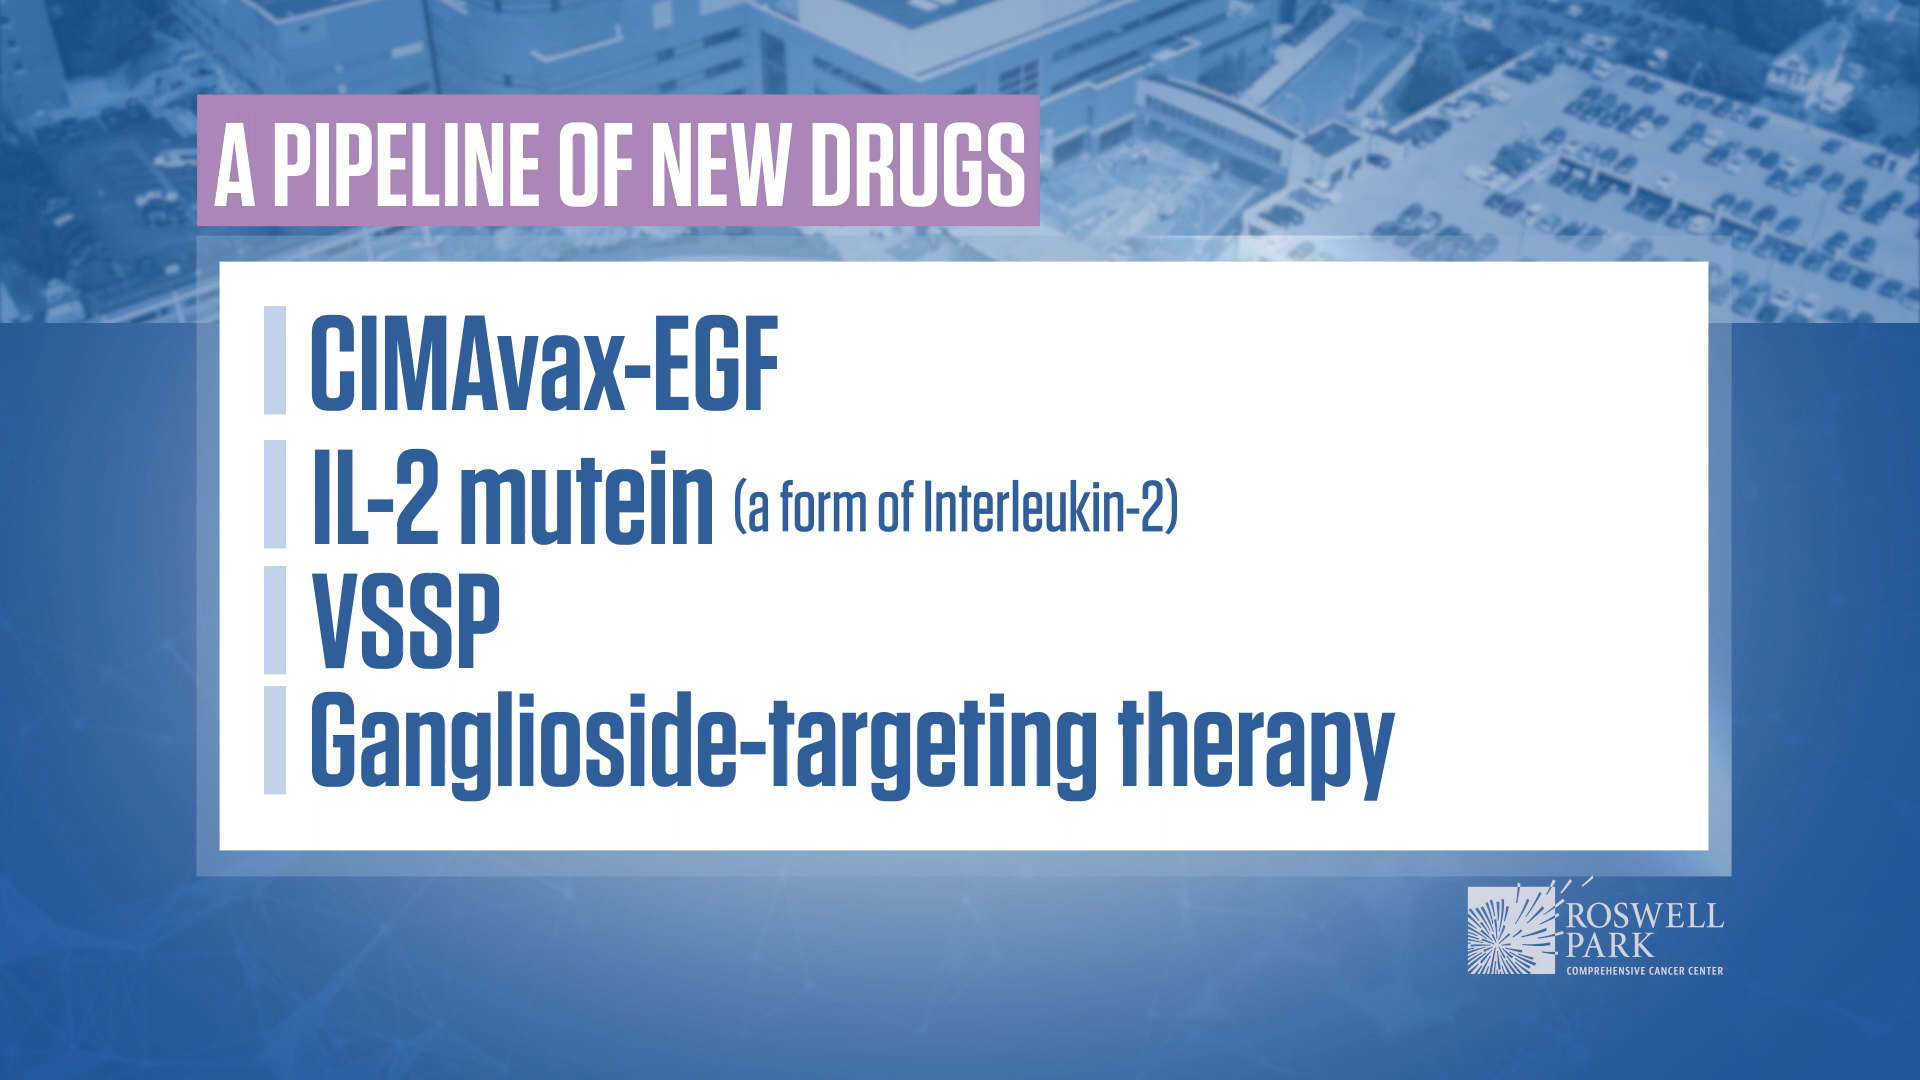 A PIPELINE OF NEW DRUGS
CIMAvax-EGF
IL-2 mutein (a form of Interleukin-2)
VSSP
Ganglioside-targeting therapy
ROSWELL
PARK
COMPREHENSIVE CANCER CENTER